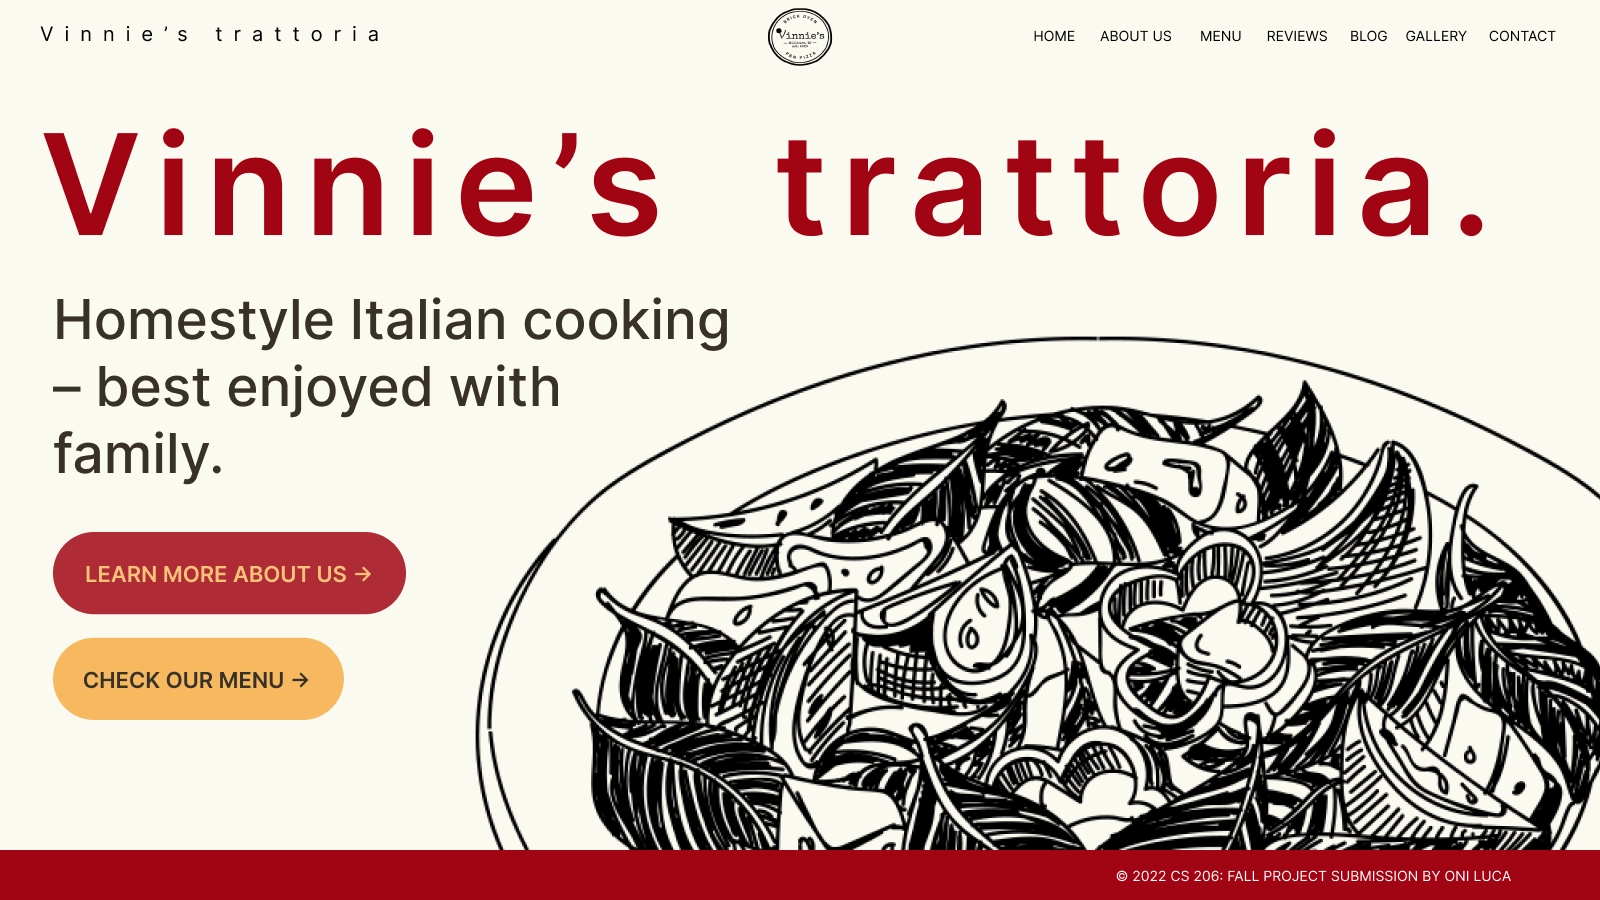 Vinnie’s trattoria
BRICK OVEN
Vinnie's
PAN PIZZA
HOME ABOUT US MENU REVIEWS BLOG GALLERY CONTACT
Vinnie’s trattoria.
Homestyle Italian cooking
– best enjoyed with
family.
LEARN MORE ABOUT US →
CHECK OUR MENU →
© 2022 CS 206: FALL PROJECT SUBMISSION BY ONI LUCA